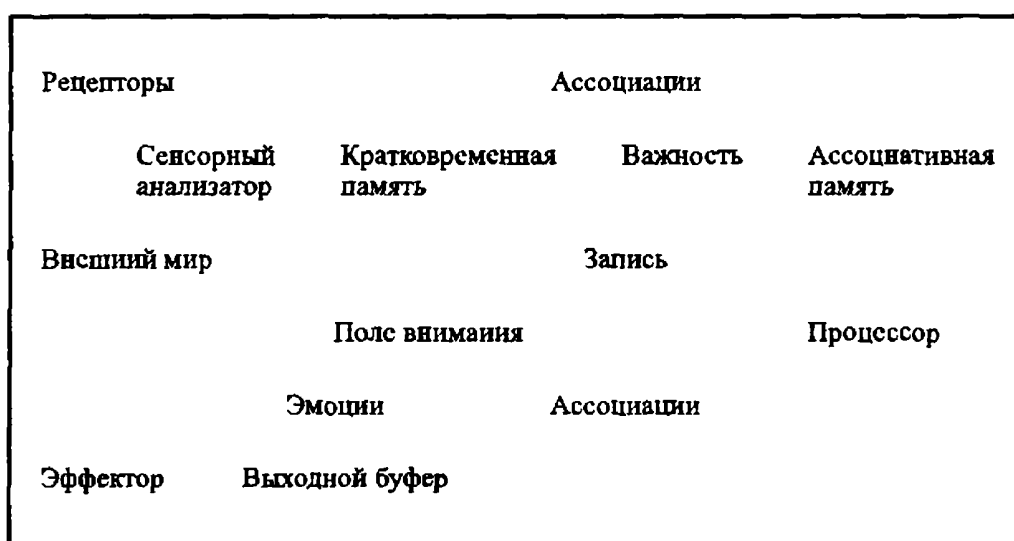 Рецепторы Ассоциации
Сенсорный Кратковременная Важность Ассоциативная
анализатор память память
Внешний мир Запись
Поле внимания Процессор
Эмоции Ассоциации
Эффектор Выходной буфер